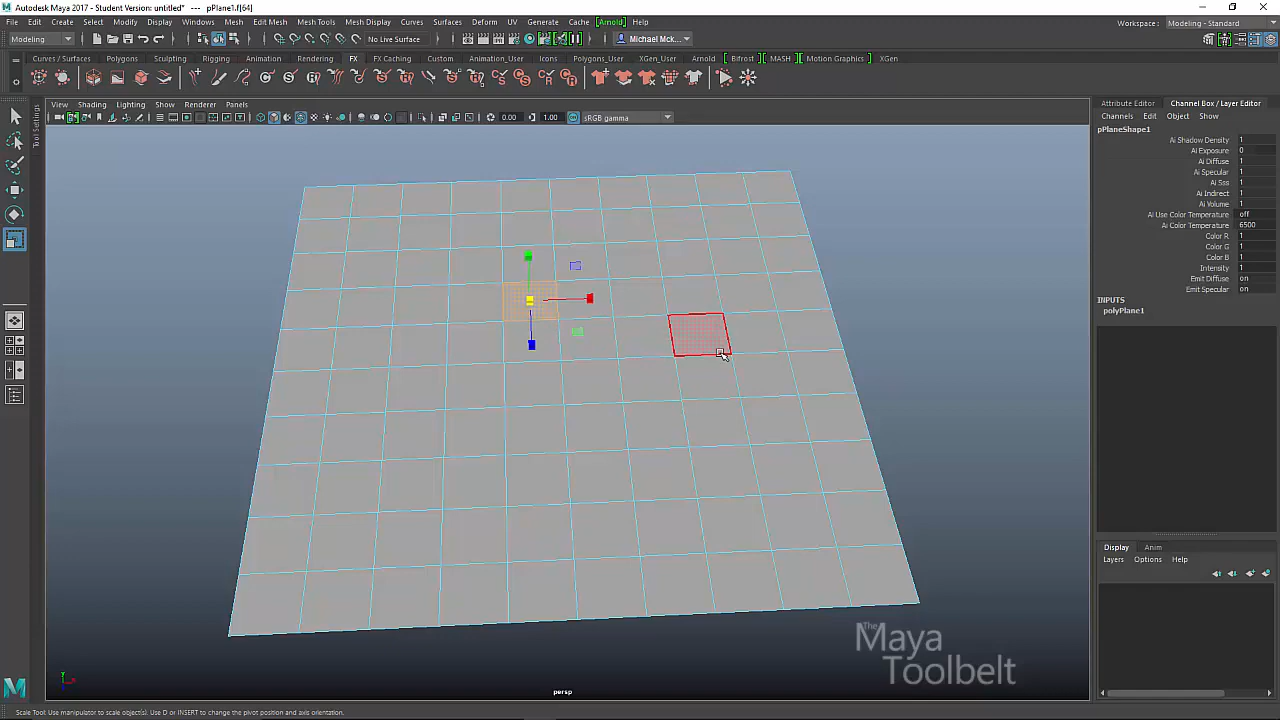 Autodesk Maya 2017 - Student Version: untitled*   ---   pPlane1.f[64]
File Edit Create Select Modify Display Windows Mesh Edit Mesh Mesh Tools Mesh Display Curves Surfaces Deform UV Generate Cache [Arnold] Help
Workspace: Modeling - Standard
Modeling No Live Surface Michael Mck...
Curves / Surfaces Polygons Sculpting Rigging Animation Rendering FX FX Caching Custom Animation_User Icons Polygons_User XGen_User Arnold Bifrost MASH Motion Graphics XGen
View Shading Lighting Show Renderer Panels
0.00 1.00 sRGB gamma
Tool Settings
Attribute Editor Channel Box / Layer Editor
Channels Edit Object Show
pPlaneShape1
Ai Shadow Density 1
Ai Exposure 0
Ai Diffuse 1
Ai Specular 1
Ai Sss 1
Ai Indirect 1
Ai Volume 1
Ai Use Color Temperature off
Ai Color Temperature 6500
Color R 1
Color G 1
Color B 1
Intensity 1
Emit Diffuse on
Emit Specular on
INPUTS
polyPlane1
Display Anim
Layers Options Help
The Maya
Toolbelt
persp
Scale Tool: Use manipulator to scale object(s). Use D or INSERT to change the pivot position and axis orientation.